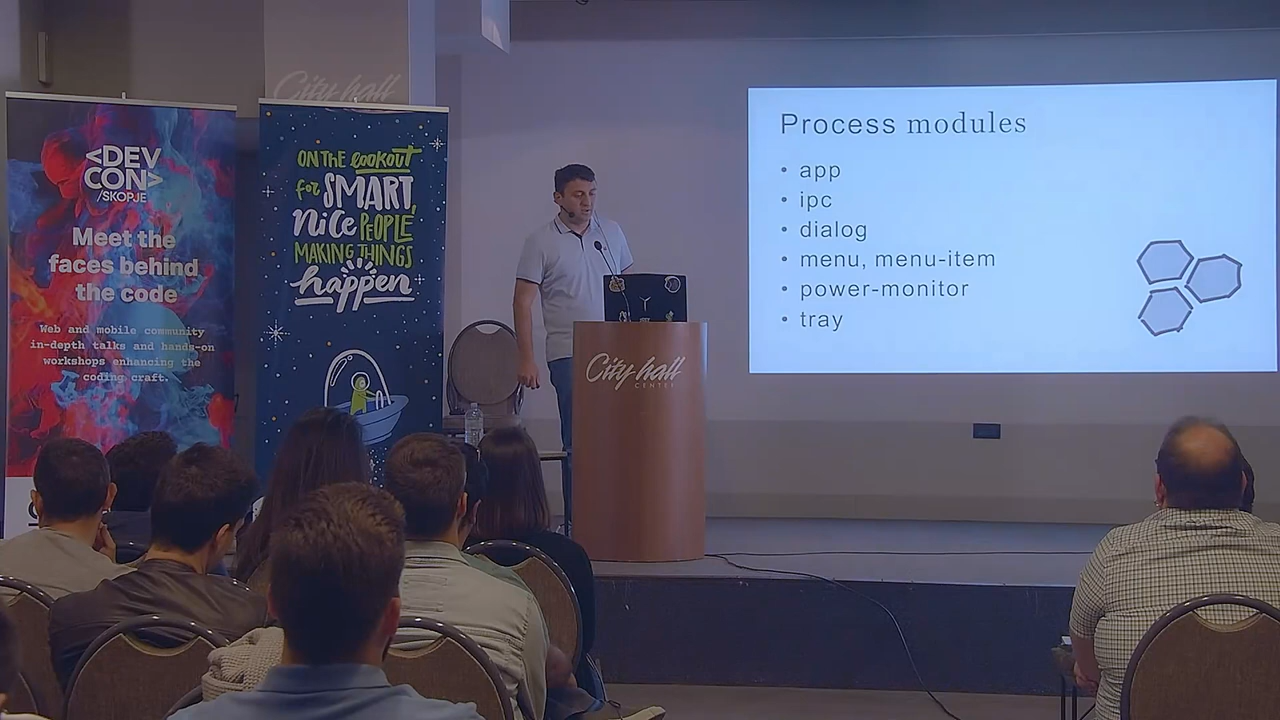 City hall
<DEV
CON>
/SKOPJE
Meet the
faces behind
the code
Web and mobile community
in-depth talks and hands-on
workshops enhancing the
coding craft.
ON THE lookout
for SMART,
nice PEOPLE
MAKING THINGS
happen
City hall
CENTER
Process modules
• app
• ipc
• dialog
• menu, menu-item
• power-monitor
• tray